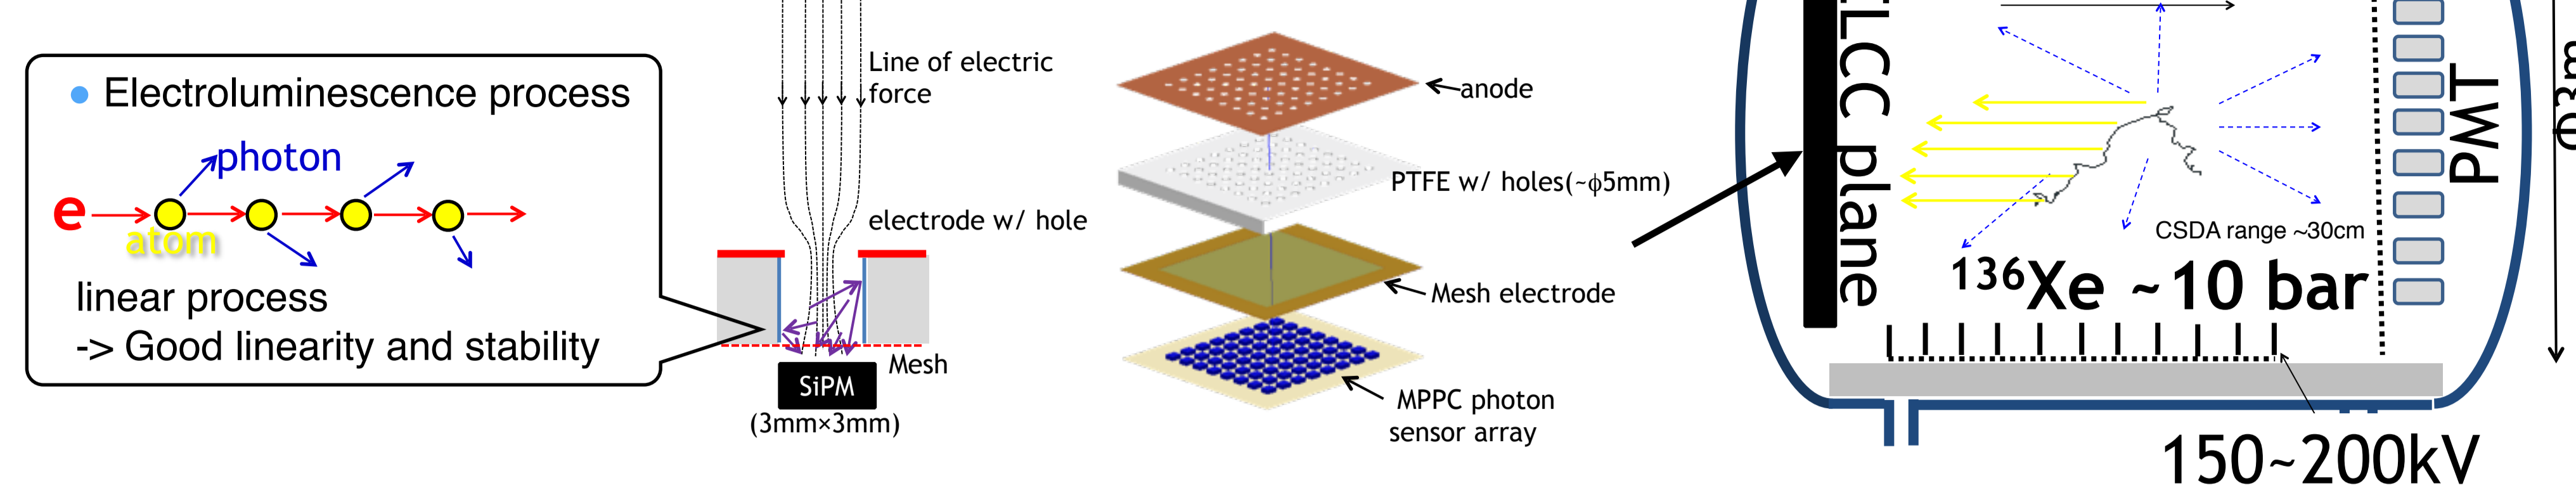 Electroluminescence process
photon
e
atom
linear process
-> Good linearity and stability
Line of electric
force
electrode w/ hole
Mesh
SiPM
(3mm×3mm)
anode
PTFE w/ holes(~ϕ5mm)
Mesh electrode
MPPC photon
sensor array
plane
CSDA range ~30cm
¹³⁶Xe ~10 bar
PMT
150~200kV